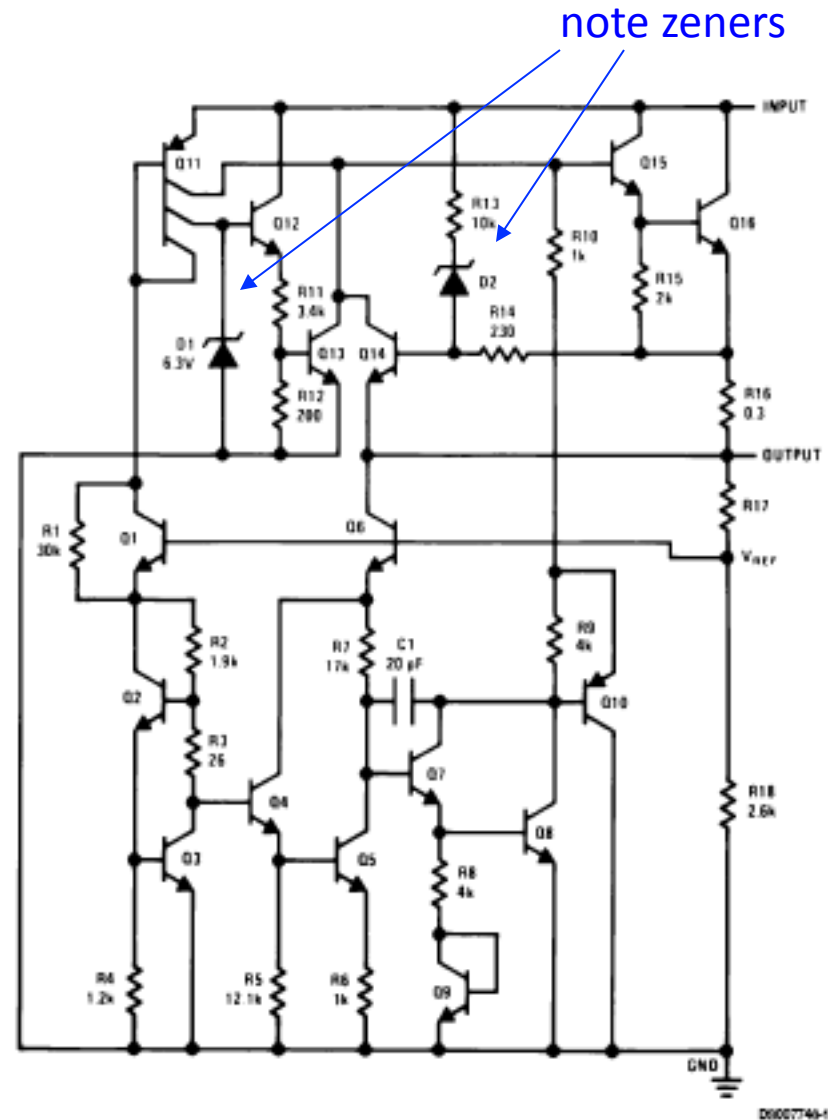 note zeners
INPUT
Q11
Q15
Q12
R13
10k
Q16
R10
1k
D2
R11
3.4k
R15
2k
R14
230
D1
6.3V
Q13
Q14
R12
200
R16
0.3
OUTPUT
R17
R1
30k
Q1
Q6
VREF
R2
1.9k
R7
17k
C1
20 pF
R9
4k
Q2
Q10
R3
26
Q7
Q4
Q8
R18
2.6k
Q3
Q5
R8
4k
R4
1.2k
R5
12.1k
R6
1k
Q9
GND